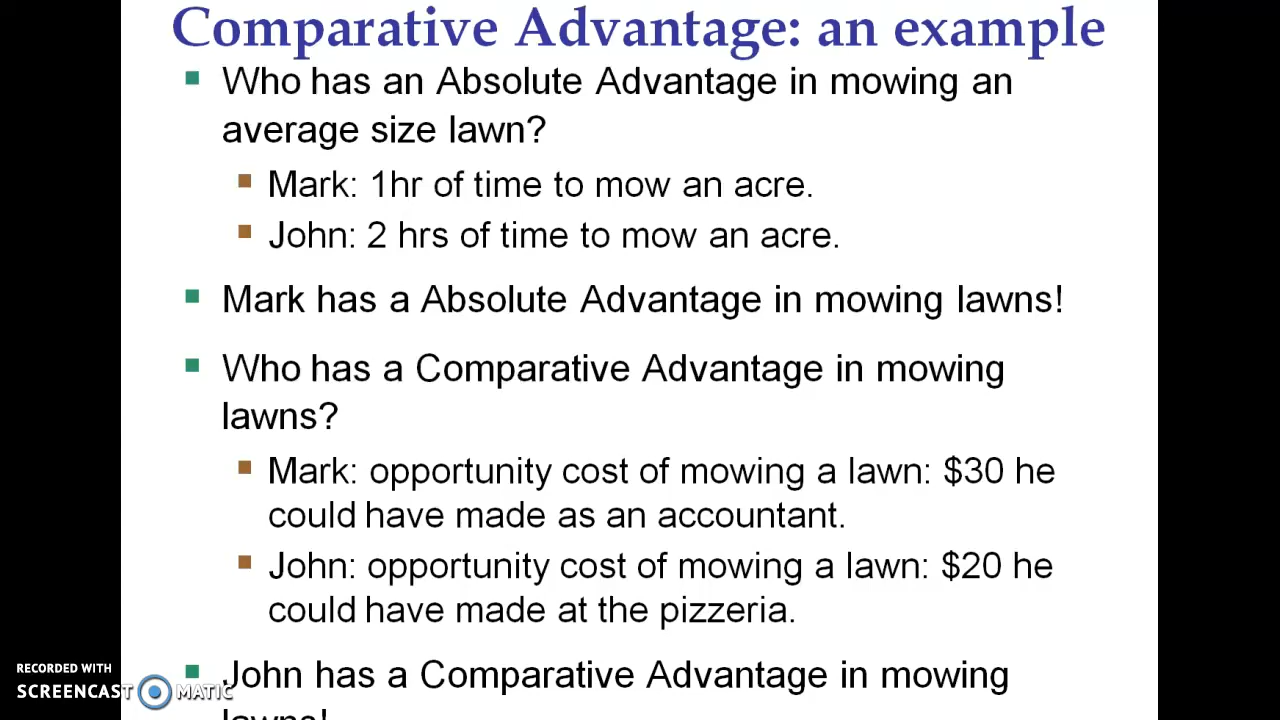 Comparative Advantage: an example
Who has an Absolute Advantage in mowing an
average size lawn?
Mark: 1hr of time to mow an acre.
John: 2 hrs of time to mow an acre.
Mark has a Absolute Advantage in mowing lawns!
Who has a Comparative Advantage in mowing
lawns?
Mark: opportunity cost of mowing a lawn: $30 he
could have made as an accountant.
John: opportunity cost of mowing a lawn: $20 he
could have made at the pizzeria.
John has a Comparative Advantage in mowing
lawns!
RECORDED WITH
SCREENCAST MATIC